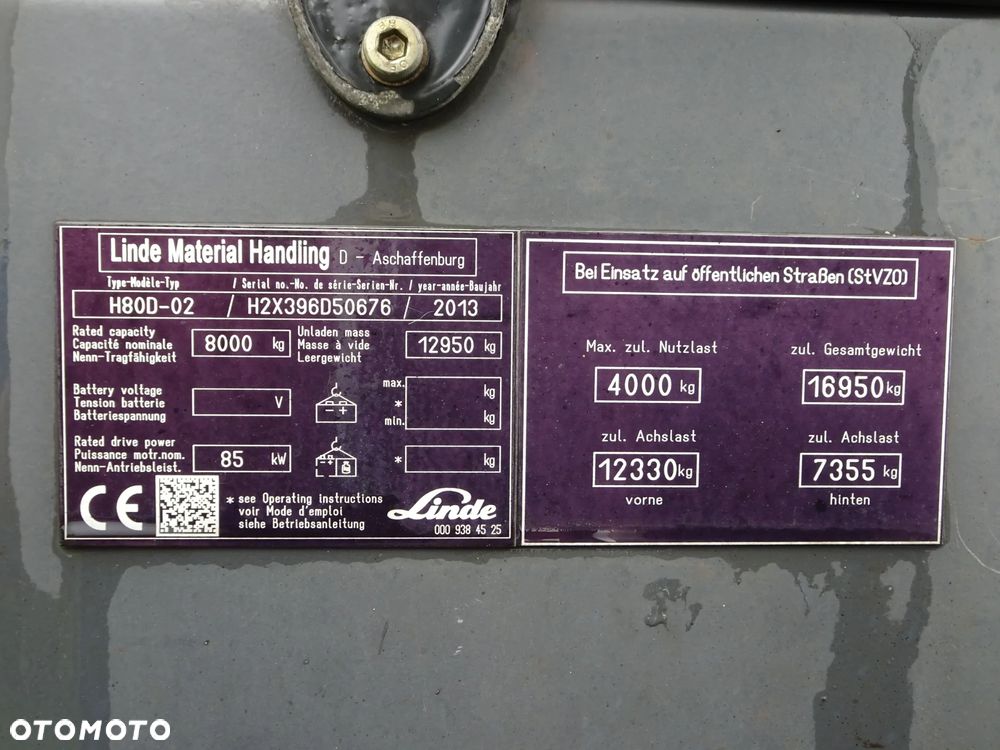 Linde Material Handling D - Aschaffenburg
Type-Modèle-Typ / Serial no.-No. de série-Serien-Nr. / year-année-Baujahr
H80D-02 / H2X396D50676 / 2013
Rated capacity
Capacité nominale
Nenn-Tragfähigkeit
8000 kg
Unladen mass
Masse à vide
Leergewicht
12950 kg
Battery voltage
Tension batterie
Batteriespannung
V
- +
max.
*
min.
kg
kg
Rated drive power
Puissance motr.nom.
Nenn-Antriebsleist.
85 kW
- +
* kg
CE
* see Operating instructions
voir Mode d'emploi
siehe Betriebsanleitung
Linde
000 938 45 25
Bei Einsatz auf öffentlichen Straßen (StVZO)
Max. zul. Nutzlast
4000 kg
zul. Gesamtgewicht
16950 kg
zul. Achslast
12330 kg
vorne
zul. Achslast
7355 kg
hinten
OTOMOTO